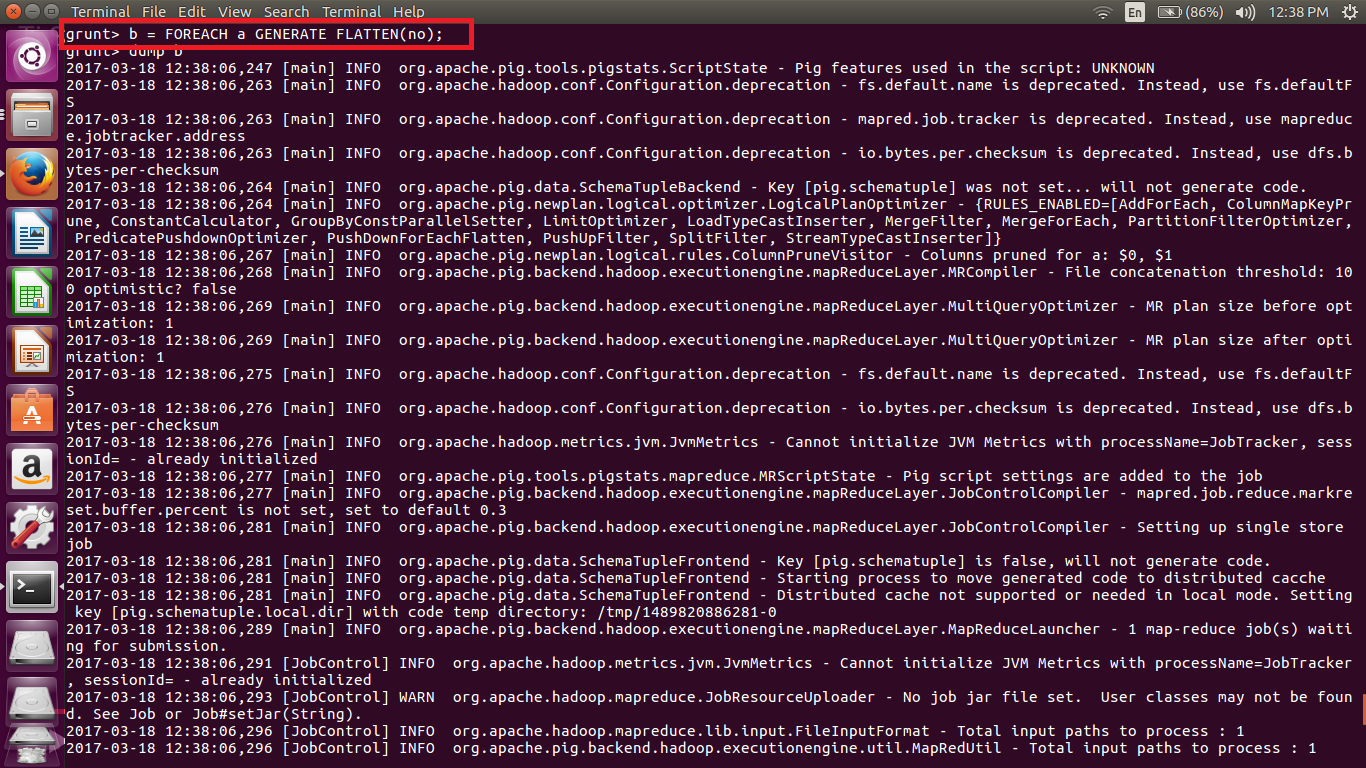 Terminal File Edit View Search Terminal Help En (86%) 12:38 PM
grunt> b = FOREACH a GENERATE FLATTEN(no);
grunt> dump b
2017-03-18 12:38:06,247 [main] INFO  org.apache.pig.tools.pigstats.ScriptState - Pig features used in the script: UNKNOWN
2017-03-18 12:38:06,263 [main] INFO  org.apache.hadoop.conf.Configuration.deprecation - fs.default.name is deprecated. Instead, use fs.defaultF
S
2017-03-18 12:38:06,263 [main] INFO  org.apache.hadoop.conf.Configuration.deprecation - mapred.job.tracker is deprecated. Instead, use mapreduc
e.jobtracker.address
2017-03-18 12:38:06,263 [main] INFO  org.apache.hadoop.conf.Configuration.deprecation - io.bytes.per.checksum is deprecated. Instead, use dfs.b
ytes-per-checksum
2017-03-18 12:38:06,264 [main] INFO  org.apache.pig.data.SchemaTupleBackend - Key [pig.schematuple] was not set... will not generate code.
2017-03-18 12:38:06,264 [main] INFO  org.apache.pig.newplan.logical.optimizer.LogicalPlanOptimizer - {RULES_ENABLED=[AddForEach, ColumnMapKeyPr
une, ConstantCalculator, GroupByConstParallelSetter, LimitOptimizer, LoadTypeCastInserter, MergeFilter, MergeForEach, PartitionFilterOptimizer,
 PredicatePushdownOptimizer, PushDownForEachFlatten, PushUpFilter, SplitFilter, StreamTypeCastInserter]}
2017-03-18 12:38:06,267 [main] INFO  org.apache.pig.newplan.logical.rules.ColumnPruneVisitor - Columns pruned for a: $0, $1
2017-03-18 12:38:06,268 [main] INFO  org.apache.pig.backend.hadoop.executionengine.mapReduceLayer.MRCompiler - File concatenation threshold: 10
0 optimistic? false
2017-03-18 12:38:06,269 [main] INFO  org.apache.pig.backend.hadoop.executionengine.mapReduceLayer.MultiQueryOptimizer - MR plan size before opt
imization: 1
2017-03-18 12:38:06,269 [main] INFO  org.apache.pig.backend.hadoop.executionengine.mapReduceLayer.MultiQueryOptimizer - MR plan size after opti
mization: 1
2017-03-18 12:38:06,275 [main] INFO  org.apache.hadoop.conf.Configuration.deprecation - fs.default.name is deprecated. Instead, use fs.defaultF
S
2017-03-18 12:38:06,276 [main] INFO  org.apache.hadoop.conf.Configuration.deprecation - io.bytes.per.checksum is deprecated. Instead, use dfs.b
ytes-per-checksum
2017-03-18 12:38:06,276 [main] INFO  org.apache.hadoop.metrics.jvm.JvmMetrics - Cannot initialize JVM Metrics with processName=JobTracker, sess
ionId= - already initialized
2017-03-18 12:38:06,277 [main] INFO  org.apache.pig.tools.pigstats.mapreduce.MRScriptState - Pig script settings are added to the job
2017-03-18 12:38:06,277 [main] INFO  org.apache.pig.backend.hadoop.executionengine.mapReduceLayer.JobControlCompiler - mapred.job.reduce.markre
set.buffer.percent is not set, set to default 0.3
2017-03-18 12:38:06,281 [main] INFO  org.apache.pig.backend.hadoop.executionengine.mapReduceLayer.JobControlCompiler - Setting up single store 
job
2017-03-18 12:38:06,281 [main] INFO  org.apache.pig.data.SchemaTupleFrontend - Key [pig.schematuple] is false, will not generate code.
2017-03-18 12:38:06,281 [main] INFO  org.apache.pig.data.SchemaTupleFrontend - Starting process to move generated code to distributed cacche
2017-03-18 12:38:06,281 [main] INFO  org.apache.pig.data.SchemaTupleFrontend - Distributed cache not supported or needed in local mode. Setting
 key [pig.schematuple.local.dir] with code temp directory: /tmp/1489820886281-0
2017-03-18 12:38:06,289 [main] INFO  org.apache.pig.backend.hadoop.executionengine.mapReduceLayer.MapReduceLauncher - 1 map-reduce job(s) waiti
ng for submission.
2017-03-18 12:38:06,291 [JobControl] INFO  org.apache.hadoop.metrics.jvm.JvmMetrics - Cannot initialize JVM Metrics with processName=JobTracker
, sessionId= - already initialized
2017-03-18 12:38:06,293 [JobControl] WARN  org.apache.hadoop.mapreduce.JobResourceUploader - No job jar file set.  User classes may not be foun
d. See Job or Job#setJar(String).
2017-03-18 12:38:06,296 [JobControl] INFO  org.apache.hadoop.mapreduce.lib.input.FileInputFormat - Total input paths to process : 1
2017-03-18 12:38:06,296 [JobControl] INFO  org.apache.pig.backend.hadoop.executionengine.util.MapRedUtil - Total input paths to process : 1